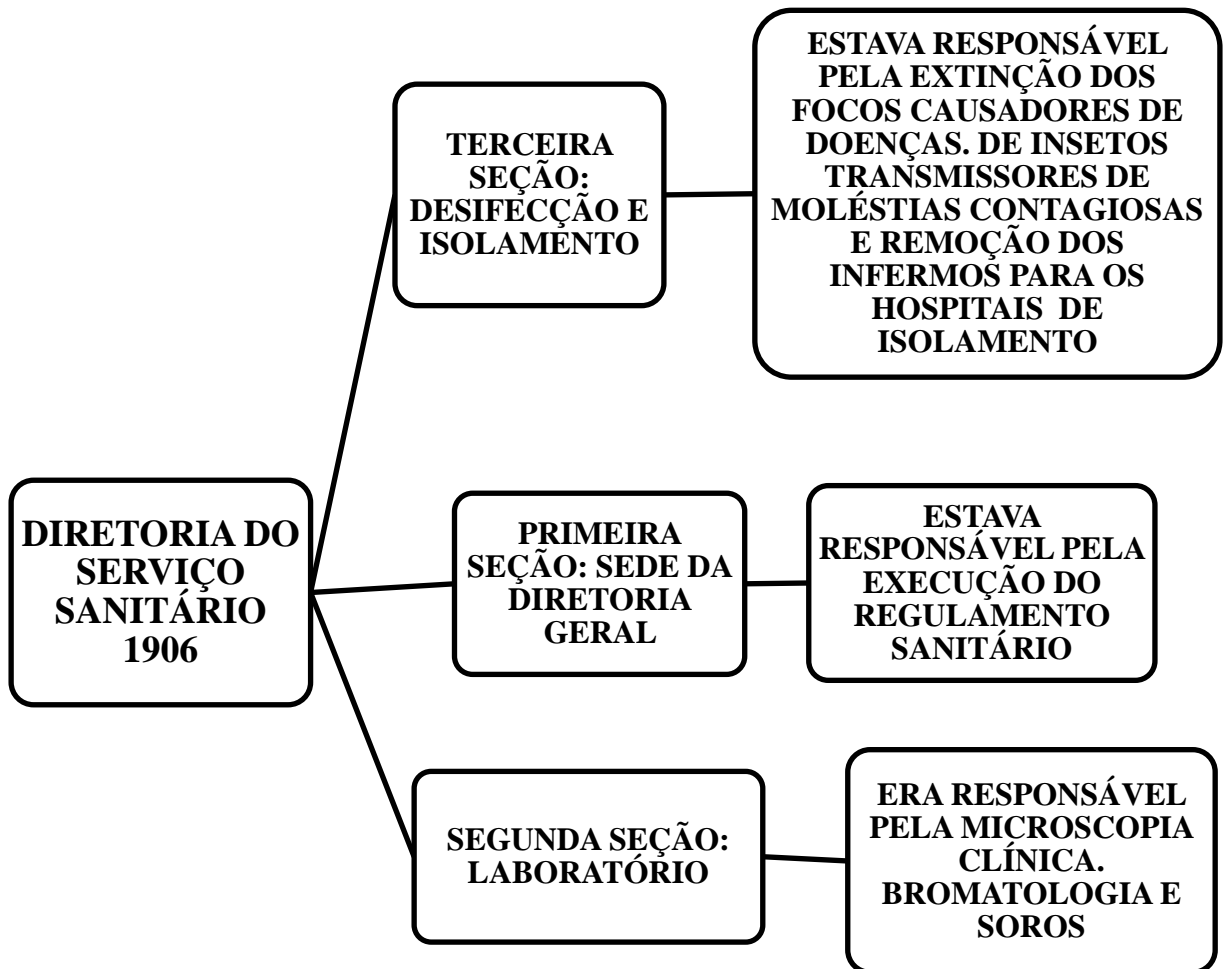 DIRETORIA DO
SERVIÇO
SANITÁRIO
1906
TERCEIRA
SEÇÃO:
DESIFECÇÃO E
ISOLAMENTO
ESTAVA RESPONSÁVEL
PELA EXTINÇÃO DOS
FOCOS CAUSADORES DE
DOENÇAS. DE INSETOS
TRANSMISSORES DE
MOLÉSTIAS CONTAGIOSAS
E REMOÇÃO DOS
INFERMOS PARA OS
HOSPITAIS DE
ISOLAMENTO
PRIMEIRA
SEÇÃO: SEDE DA
DIRETORIA
GERAL
ESTAVA
RESPONSÁVEL PELA
EXECUÇÃO DO
REGULAMENTO
SANITÁRIO
SEGUNDA SEÇÃO:
LABORATÓRIO
ERA RESPONSÁVEL
PELA MICROSCOPIA
CLÍNICA.
BROMATOLOGIA E
SOROS